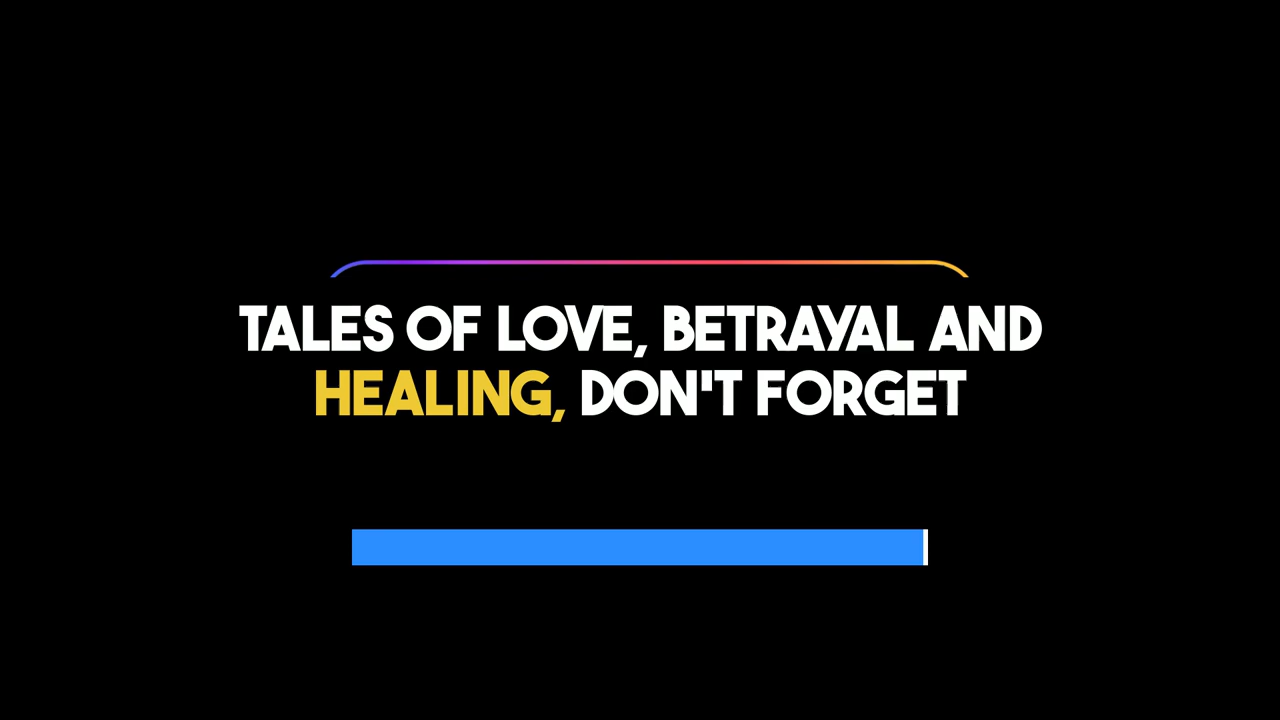 TALES OF LOVE, BETRAYAL AND
HEALING, DON'T FORGET